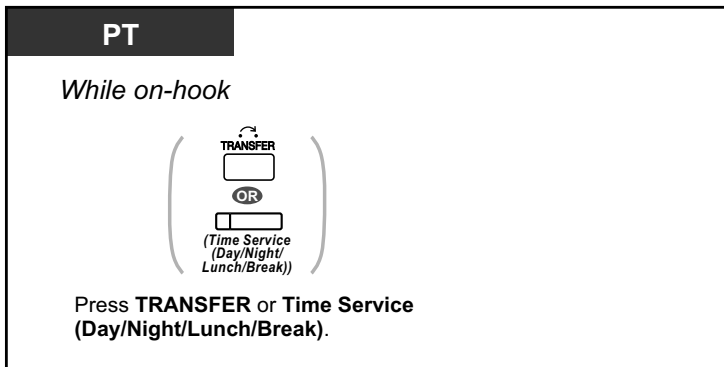 PT
While on-hook
TRANSFER
OR
(Time Service
(Day/Night/
Lunch/Break))
Press TRANSFER or Time Service
(Day/Night/Lunch/Break).